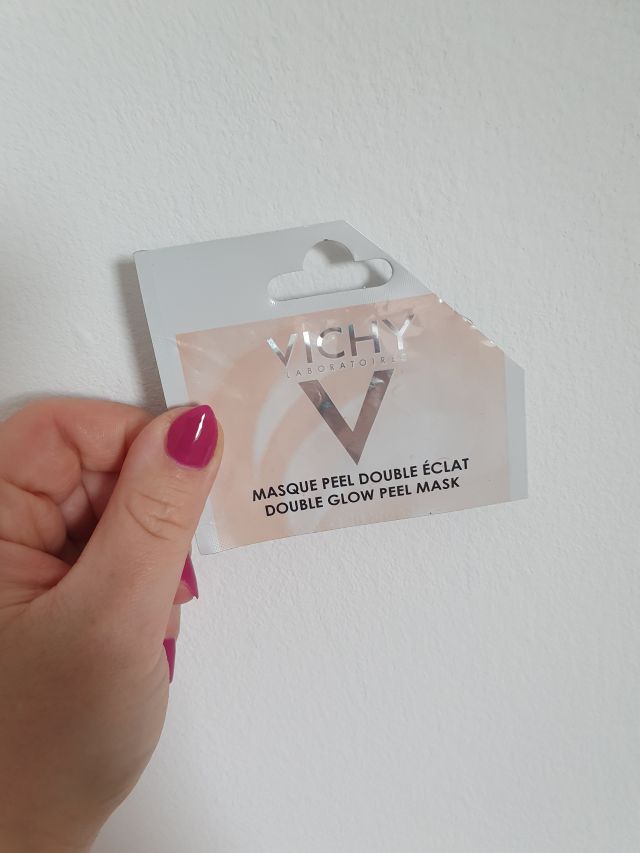 VICHY
LABORATOIRES
V
MASQUE PEEL DOUBLE ÉCLAT
DOUBLE GLOW PEEL MASK